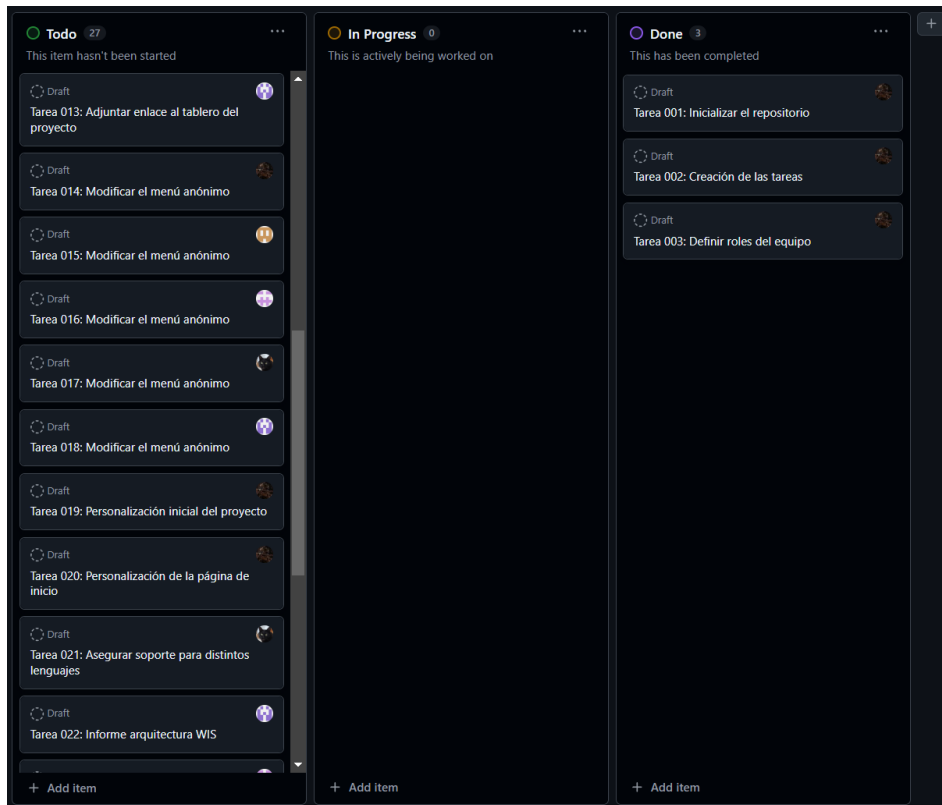 Todo 27
This item hasn't been started
Draft
Tarea 013: Adjuntar enlace al tablero del
proyecto
Draft
Tarea 014: Modificar el menú anónimo
Draft
Tarea 015: Modificar el menú anónimo
Draft
Tarea 016: Modificar el menú anónimo
Draft
Tarea 017: Modificar el menú anónimo
Draft
Tarea 018: Modificar el menú anónimo
Draft
Tarea 019: Personalización inicial del proyecto
Draft
Tarea 020: Personalización de la página de
inicio
Draft
Tarea 021: Asegurar soporte para distintos
lenguajes
Draft
Tarea 022: Informe arquitectura WIS
+ Add item
In Progress 0
This is actively being worked on
+ Add item
Done 3
This has been completed
Draft
Tarea 001: Inicializar el repositorio
Draft
Tarea 002: Creación de las tareas
Draft
Tarea 003: Definir roles del equipo
+ Add item